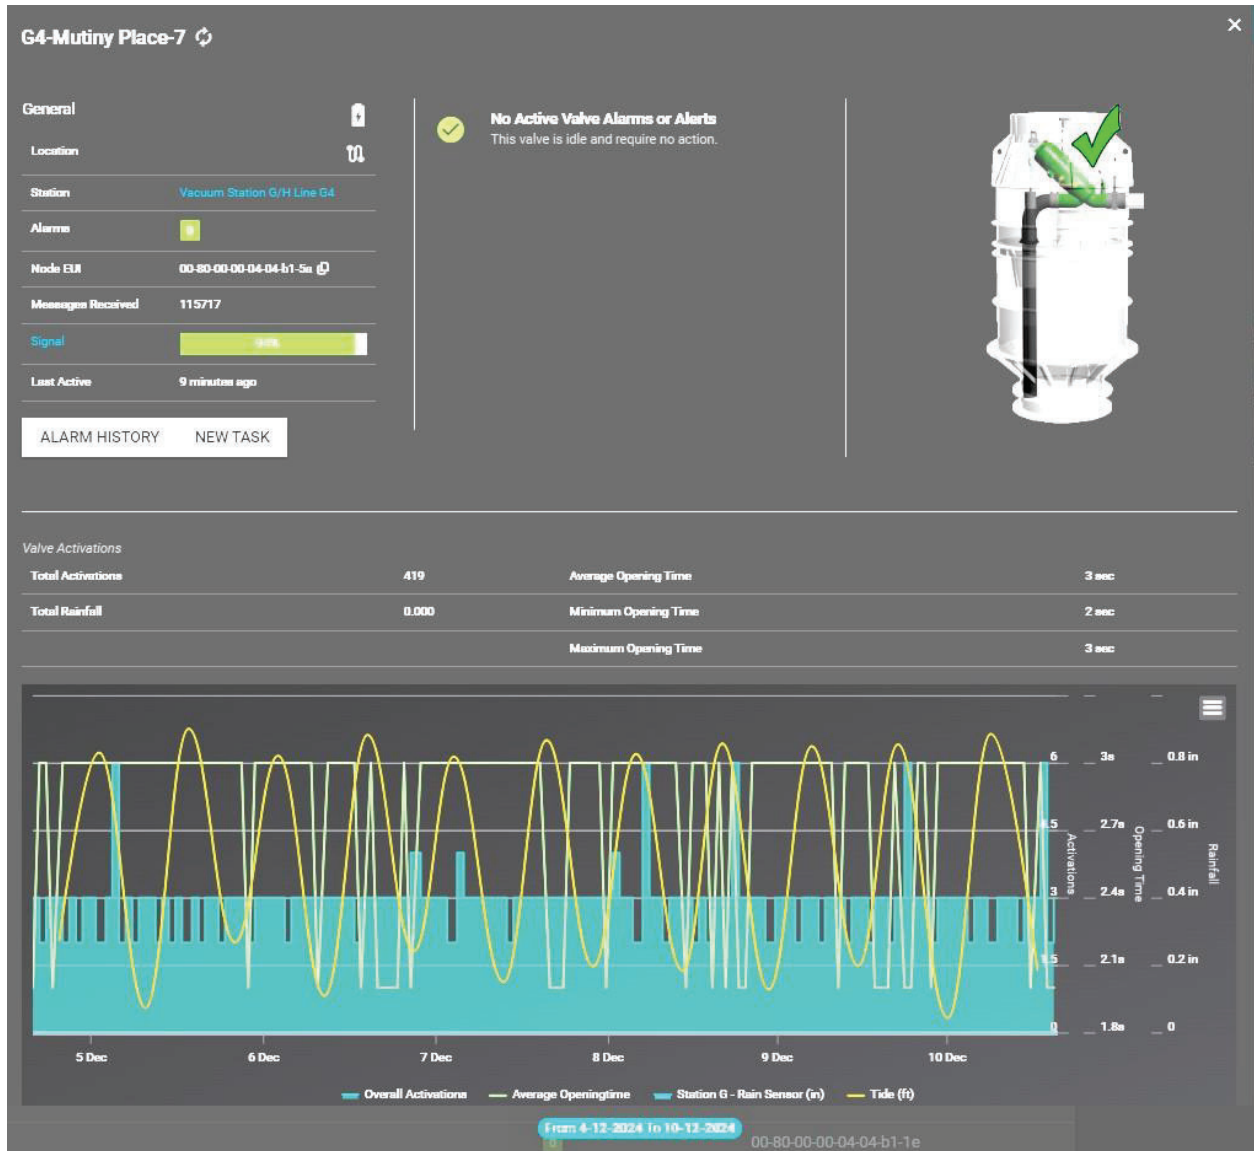 G4-Mutiny Place-7
General
Location
Station Vacuum Station G/H Line G4
Alarms
Node EUI 00-80-00-00-04-04-b1-5a
Messages Received 115717
Signal
Last Active 9 minutes ago
ALARM HISTORY NEW TASK
No Active Valve Alarms or Alerts
This valve is idle and require no action.
Valve Activations
Total Activations 419 Average Opening Time 3 sec
Total Rainfall 0.000 Minimum Opening Time 2 sec
Maximum Opening Time 3 sec
6 3s 0.8 in
4.5 2.7s 0.6 in
3 2.4s 0.4 in
1.5 2.1s 0.2 in
0 1.8s 0
Activations
Opening Time
Rainfall
5 Dec 6 Dec 7 Dec 8 Dec 9 Dec 10 Dec
Overall Activations Average Openingtime Station G - Rain Sensor (in) Tide (ft)
From 4-12-2024 To 10-12-2024
00-80-00-00-04-04-b1-1e